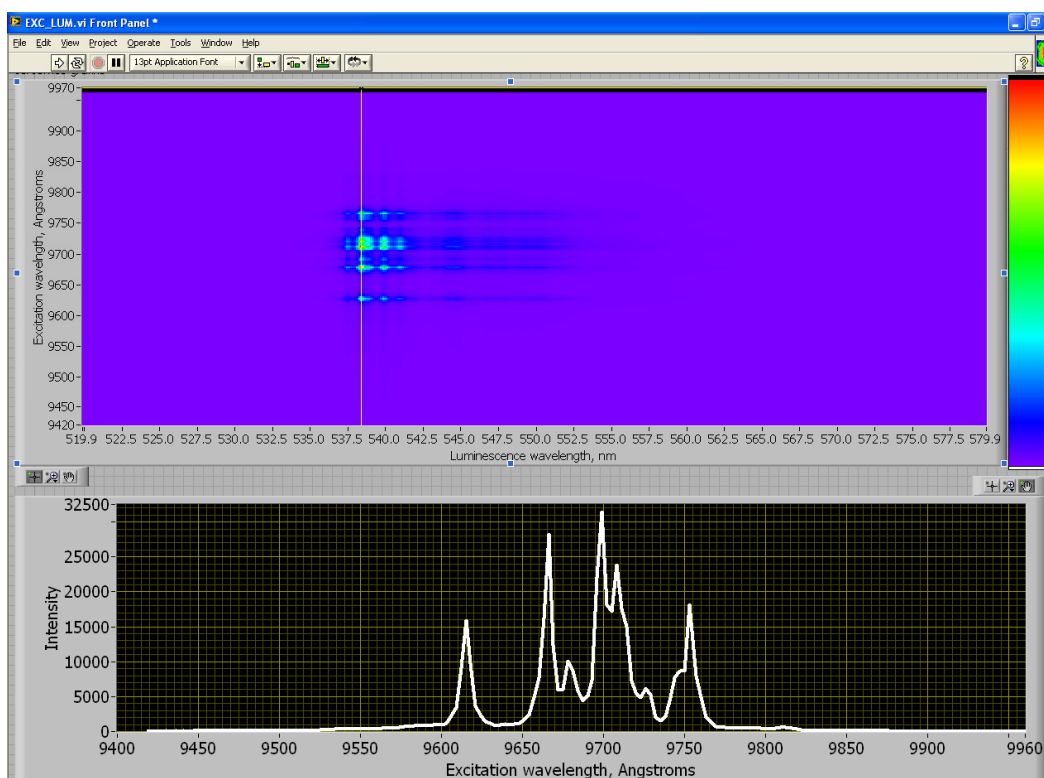 EXC_LUM.vi Front Panel *
File Edit View Project Operate Tools Window Help
13pt Application Font
9970
9900
9850
9800
9750
9700
9650
9600
9550
9500
9450
9420
Excitation wavelngth, Angstroms
519.9 522.5 525.0 527.5 530.0 532.5 535.0 537.5 540.0 542.5 545.0 547.5 550.0 552.5 555.0 557.5 560.0 562.5 565.0 567.5 570.0 572.5 575.0 577.5 579.9
Luminescence wavelength, nm
32500
25000
20000
15000
10000
5000
0
Intensity
9400 9450 9500 9550 9600 9650 9700 9750 9800 9850 9900 9960
Excitation wavelength, Angstroms